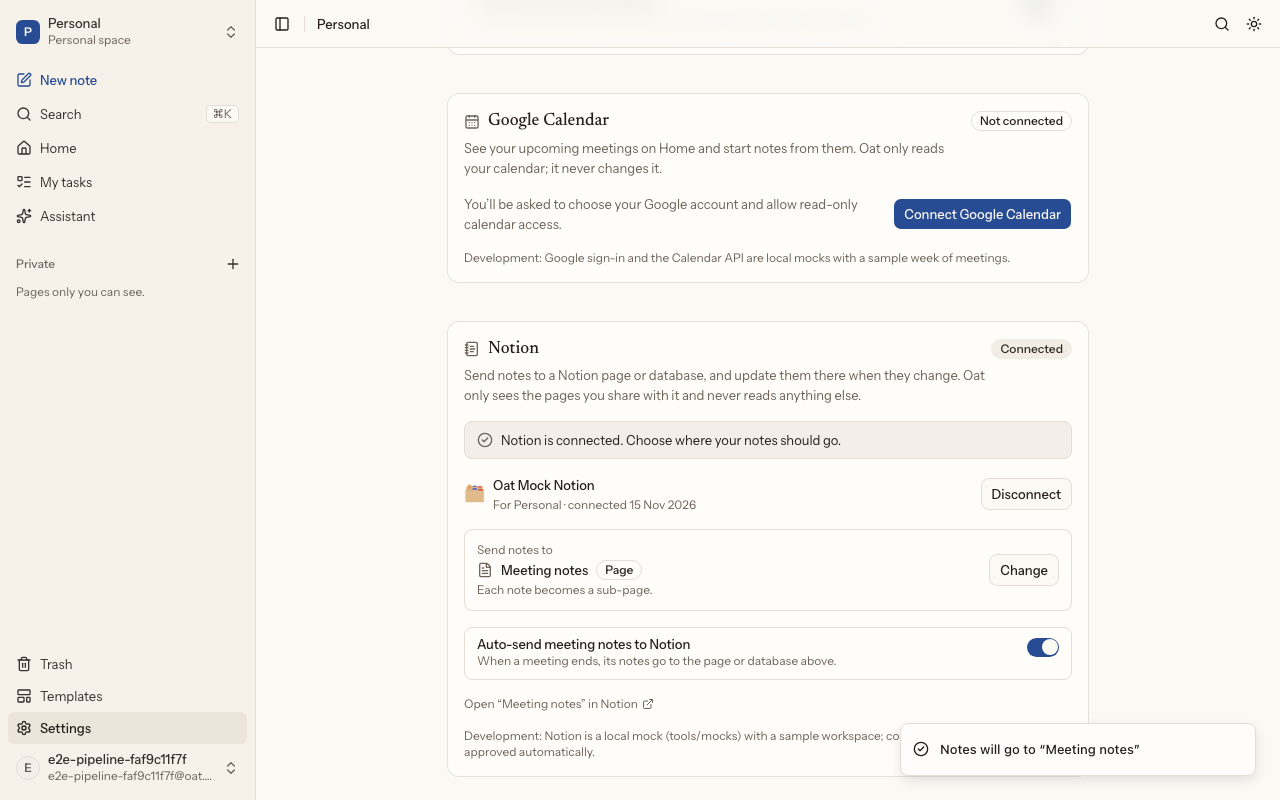 P
Personal
Personal space
New note
Search
⌘K
Home
My tasks
Assistant
Private
Pages only you can see.
Trash
Templates
Settings
E
e2e-pipeline-faf9c11f7f
e2e-pipeline-faf9c11f7f@oat....
Personal
Google Calendar
Not connected
See your upcoming meetings on Home and start notes from them. Oat only reads
your calendar; it never changes it.
You’ll be asked to choose your Google account and allow read-only
calendar access.
Connect Google Calendar
Development: Google sign-in and the Calendar API are local mocks with a sample week of meetings.
Notion
Connected
Send notes to a Notion page or database, and update them there when they change. Oat
only sees the pages you share with it and never reads anything else.
Notion is connected. Choose where your notes should go.
Oat Mock Notion
For Personal · connected 15 Nov 2026
Disconnect
Send notes to
Meeting notes
Page
Each note becomes a sub-page.
Change
Auto-send meeting notes to Notion
When a meeting ends, its notes go to the page or database above.
Open “Meeting notes” in Notion
Development: Notion is a local mock (tools/mocks) with a sample workspace;
approved automatically.
Notes will go to “Meeting notes”